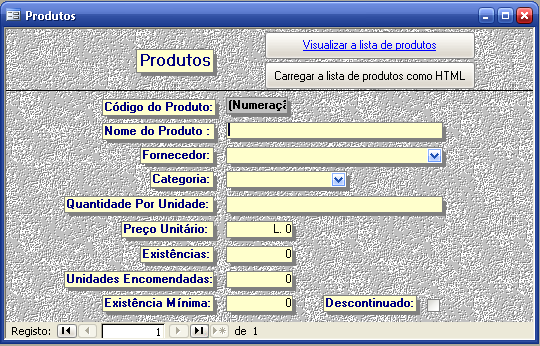 Produtos
Visualizar a lista de produtos
Produtos
Carregar a lista de produtos como HTML
Código do Produto: (Numeraçã
Nome do Produto :
Fornecedor:
Categoria:
Quantidade Por Unidade:
Preço Unitário: L. 0
Existências: 0
Unidades Encomendadas: 0
Existência Mínima: 0 Descontinuado:
Registo: 1 de 1